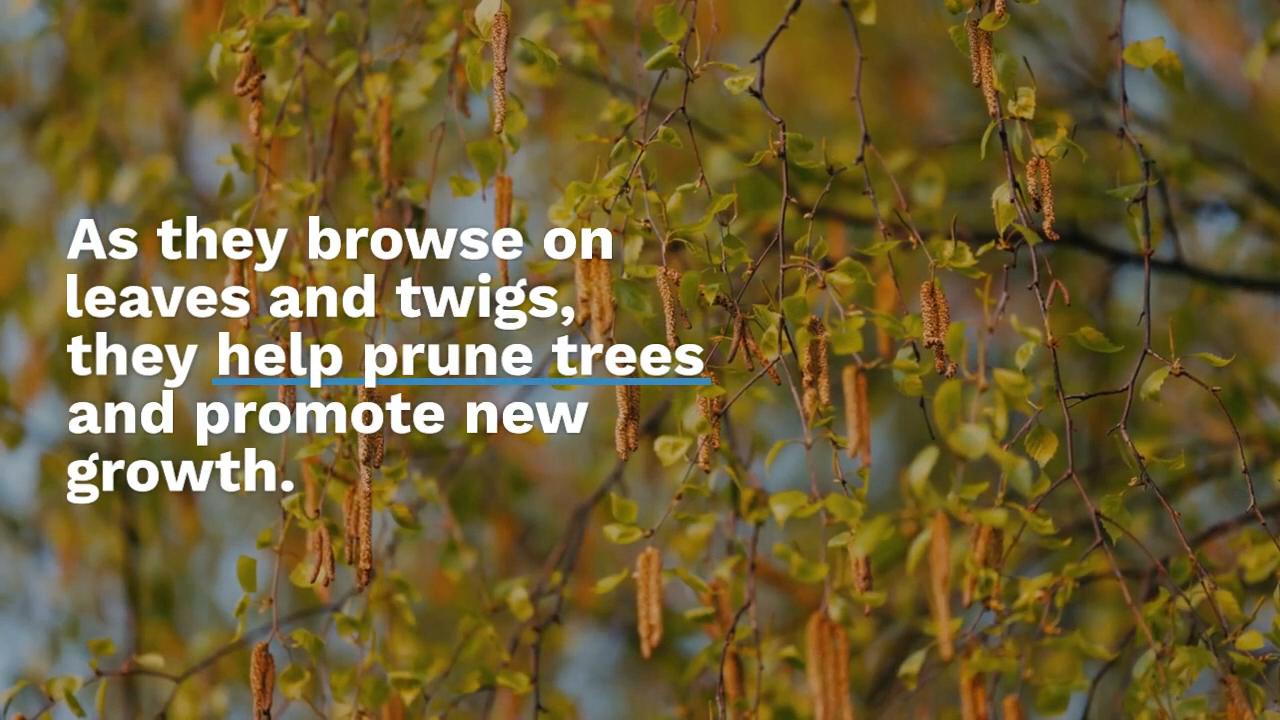 As they browse on
leaves and twigs,
they help prune trees
and promote new
growth.